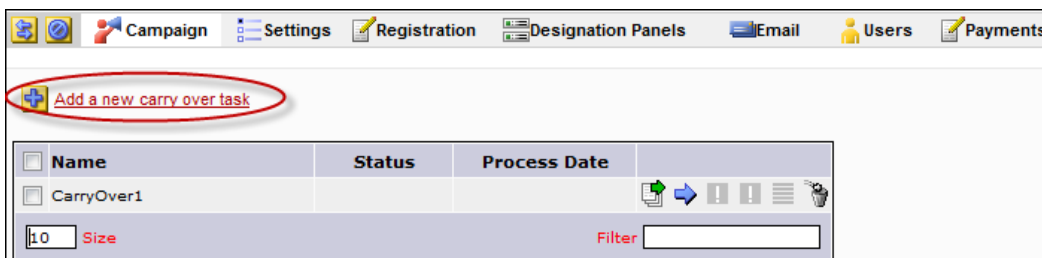 Campaign Settings Registration Designation Panels Email Users Payments
Add a new carry over task
Name Status Process Date
CarryOver1
10 Size Filter